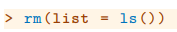 > rm(list = ls())